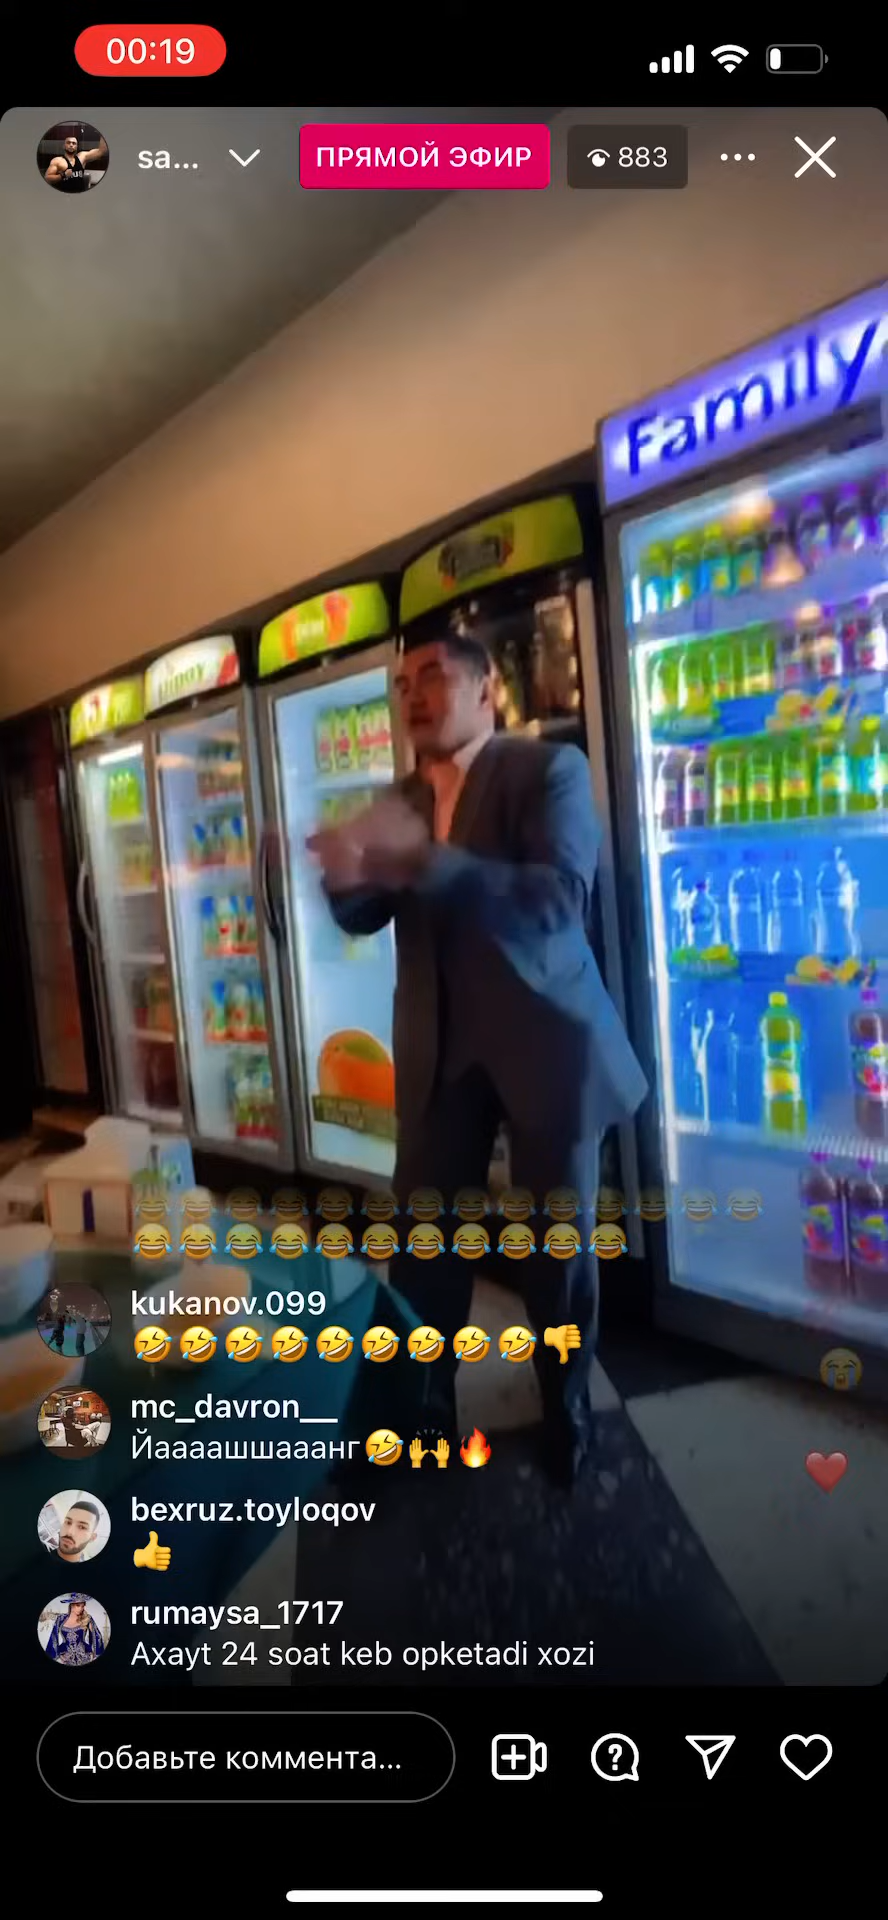 00:19
sa...
ПРЯМОЙ ЭФИР
883
Family
kukanov.099
mc_davron__
Йааааашшааанг
bexruz.toyloqov
rumaysa_1717
Axayt 24 soat keb opketadi xozi
Добавьте коммента...